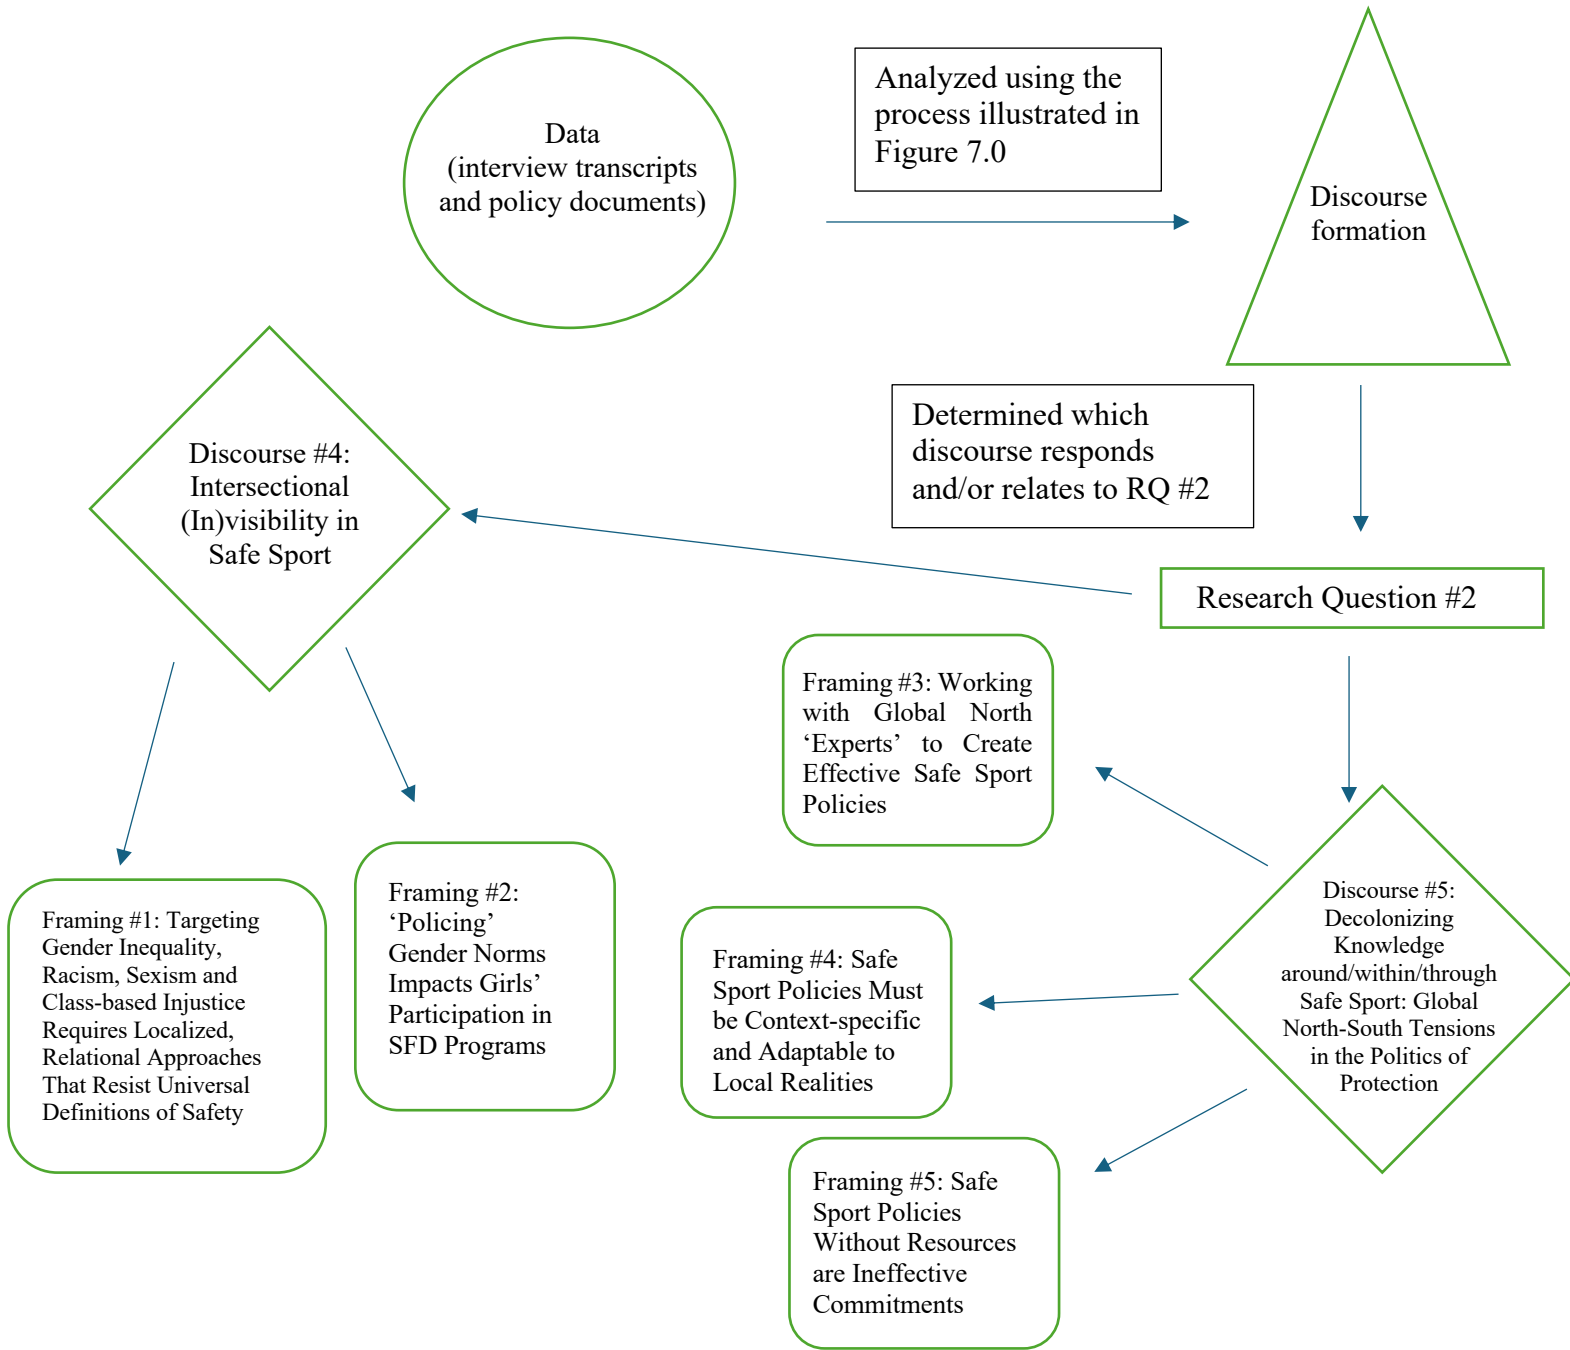 Data
(interview transcripts
and policy documents)
Analyzed using the
process illustrated in
Figure 7.0
Discourse
formation
Determined which
discourse responds
and/or relates to RQ #2
Research Question #2
Discourse #4:
Intersectional
(In)visibility in
Safe Sport
Framing #1: Targeting
Gender Inequality,
Racism, Sexism and
Class-based Injustice
Requires Localized,
Relational Approaches
That Resist Universal
Definitions of Safety
Framing #2:
‘Policing’
Gender Norms
Impacts Girls’
Participation in
SFD Programs
Discourse #5:
Decolonizing
Knowledge
around/within/through
Safe Sport: Global
North-South Tensions
in the Politics of
Protection
Framing #3: Working
with Global North
‘Experts’ to Create
Effective Safe Sport
Policies
Framing #4: Safe
Sport Policies Must
be Context-specific
and Adaptable to
Local Realities
Framing #5: Safe
Sport Policies
Without Resources
are Ineffective
Commitments